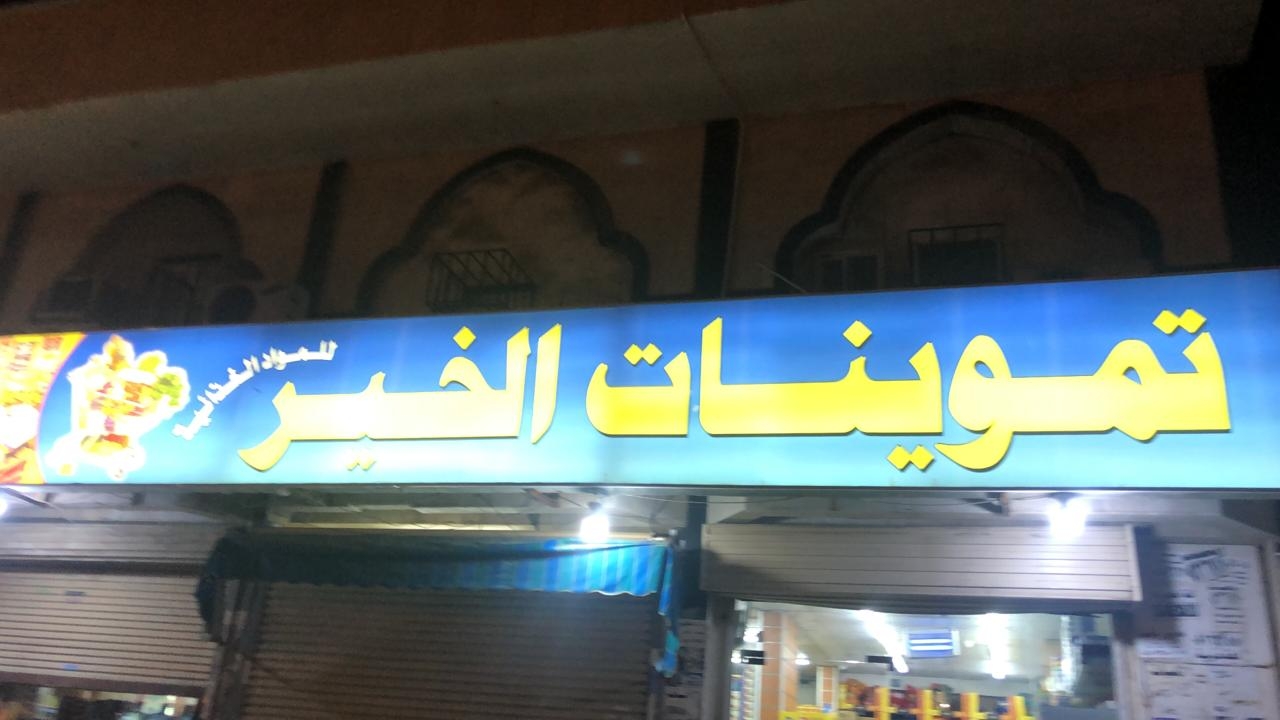 تموينات الخير
للمواد الغذائية